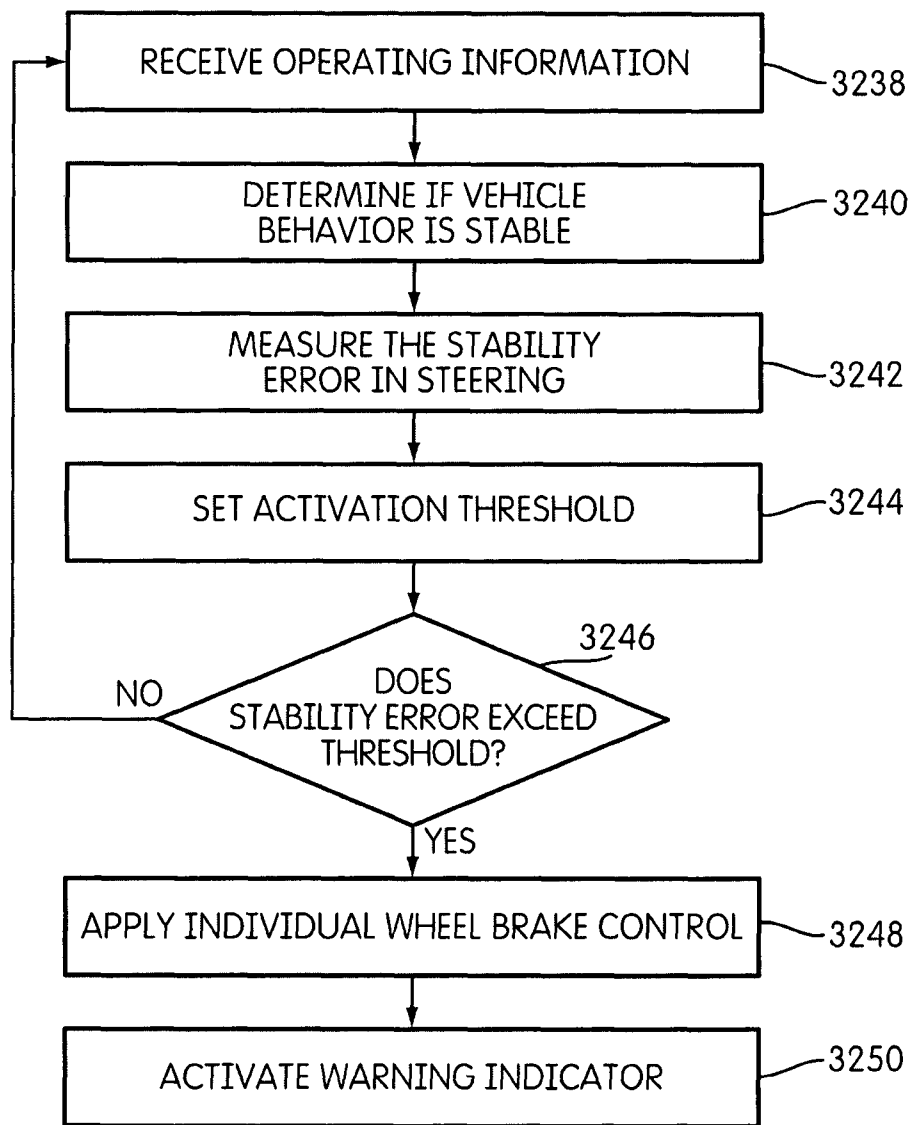 RECEIVE OPERATING INFORMATION
3238
DETERMINE IF VEHICLE
BEHAVIOR IS STABLE
3240
MEASURE THE STABILITY
ERROR IN STEERING
3242
SET ACTIVATION THRESHOLD
3244
3246
DOES
STABILITY ERROR EXCEED
THRESHOLD?
NO
YES
APPLY INDIVIDUAL WHEEL BRAKE CONTROL
3248
ACTIVATE WARNING INDICATOR
3250